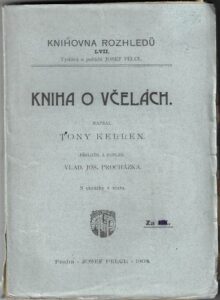 KNIHOVNA ROZHLEDŮ
LVII.
Vydává a pořádá JOSEF PELCL.
KNIHA O VČELÁCH.
NAPSAL
TONY KELLEN.
PŘELOŽIL A DOPLNIL
VLAD. JOS. PROCHÁZKA.
S obrázky v textu.
Za
Praha - JOSEF PELCL -